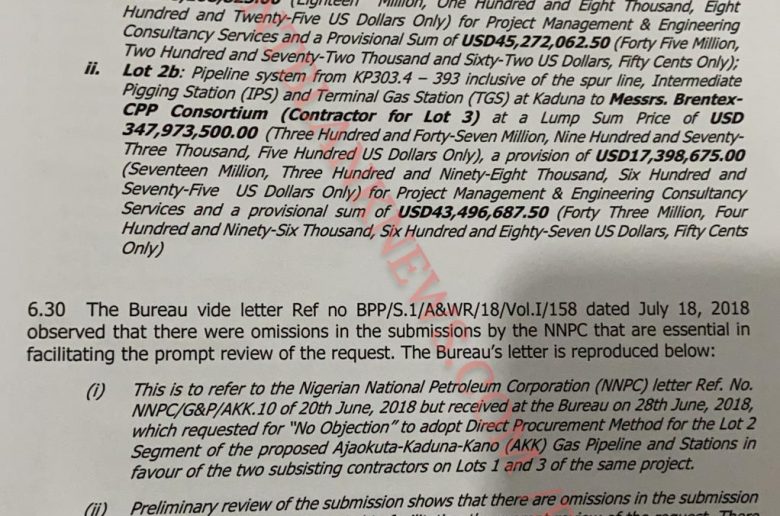 (Eighteen Million, One Hundred and Eight Thousand, Eight
Hundred and Twenty-Five US Dollars Only) for Project Management & Engineering
Consultancy Services and a Provisional Sum of USD45,272,062.50 (Forty Five Million,
Two Hundred and Seventy-Two Thousand and Sixty-Two US Dollars, Fifty Cents Only);
ii. Lot 2b: Pipeline system from KP303.4 – 393 inclusive of the spur line, Intermediate
Pigging Station (IPS) and Terminal Gas Station (TGS) at Kaduna to Messrs. Brentex-
CPP Consortium (Contractor for Lot 3) at a Lump Sum Price of USD
347,973,500.00 (Three Hundred and Forty-Seven Million, Nine Hundred and Seventy-
Three Thousand, Five Hundred US Dollars Only), a provision of USD17,398,675.00
(Seventeen Million, Three Hundred and Ninety-Eight Thousand, Six Hundred and
Seventy-Five US Dollars Only) for Project Management & Engineering Consultancy
Services and a provisional sum of USD43,496,687.50 (Forty Three Million, Four
Hundred and Ninety-Six Thousand, Six Hundred and Eighty-Seven US Dollars, Fifty Cents
Only)
6.30 The Bureau vide letter Ref no BPP/S.1/A&WR/18/Vol.I/158 dated July 18, 2018
observed that there were omissions in the submissions by the NNPC that are essential in
facilitating the prompt review of the request. The Bureau's letter is reproduced below:
(i) This is to refer to the Nigerian National Petroleum Corporation (NNPC) letter Ref. No.
NNPC/G&P/AKK.10 of 20th June, 2018 but received at the Bureau on 28th June, 2018,
which requested for "No Objection" to adopt Direct Procurement Method for the Lot 2
Segment of the proposed Ajaokuta-Kaduna-Kano (AKK) Gas Pipeline and Stations in
favour of the two subsisting contractors on Lots 1 and 3 of the same project.
(ii) Preliminary review of the submission shows that there are omissions in the submission